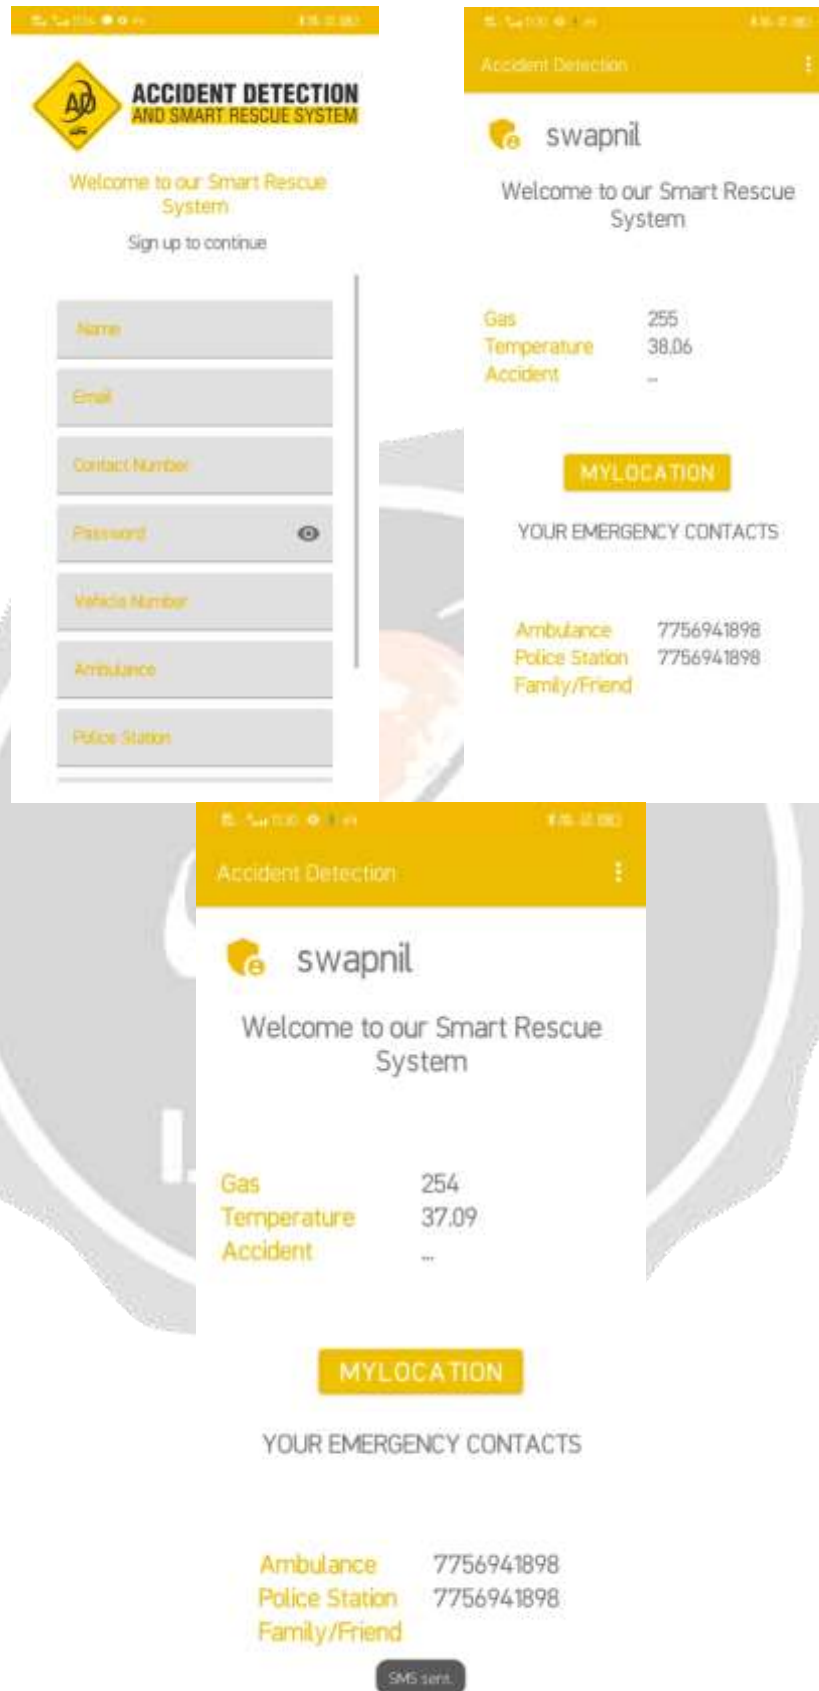 AD
ACCIDENT DETECTION
AND SMART RESCUE SYSTEM
Welcome to our Smart Rescue
System
Sign up to continue
Name
Email
Contact Number
Password
Vehicle Number
Ambulance
Police Station
Accident Detection
swapnil
Welcome to our Smart Rescue
System
Gas 255
Temperature 38.06
Accident ...
MYLOCATION
YOUR EMERGENCY CONTACTS
Ambulance 7756941898
Police Station 7756941898
Family/Friend
Accident Detection
swapnil
Welcome to our Smart Rescue
System
Gas 254
Temperature 37.09
Accident ...
MYLOCATION
YOUR EMERGENCY CONTACTS
Ambulance 7756941898
Police Station 7756941898
Family/Friend
SMS sent.